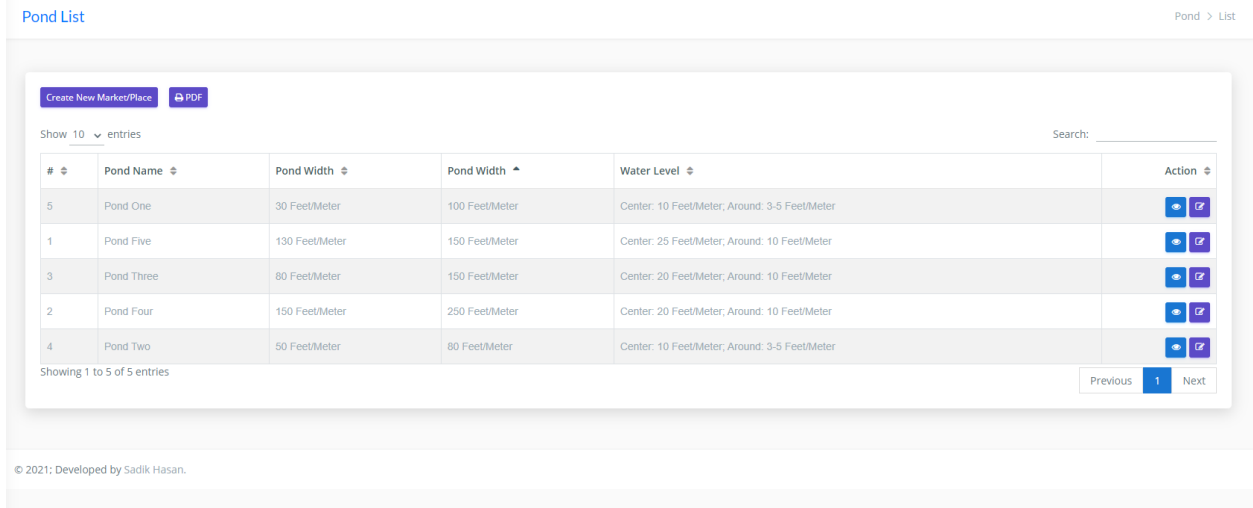 Pond List
Pond > List
Create New Market/Place PDF
Show 10 entries
Search:
# Pond Name Pond Width Pond Width Water Level Action
5 Pond One 30 Feet/Meter 100 Feet/Meter Center: 10 Feet/Meter; Around: 3-5 Feet/Meter
1 Pond Five 130 Feet/Meter 150 Feet/Meter Center: 25 Feet/Meter; Around: 10 Feet/Meter
3 Pond Three 80 Feet/Meter 150 Feet/Meter Center: 20 Feet/Meter; Around: 10 Feet/Meter
2 Pond Four 150 Feet/Meter 250 Feet/Meter Center: 20 Feet/Meter; Around: 10 Feet/Meter
4 Pond Two 50 Feet/Meter 80 Feet/Meter Center: 10 Feet/Meter; Around: 3-5 Feet/Meter
Showing 1 to 5 of 5 entries
Previous 1 Next
© 2021; Developed by Sadik Hasan.